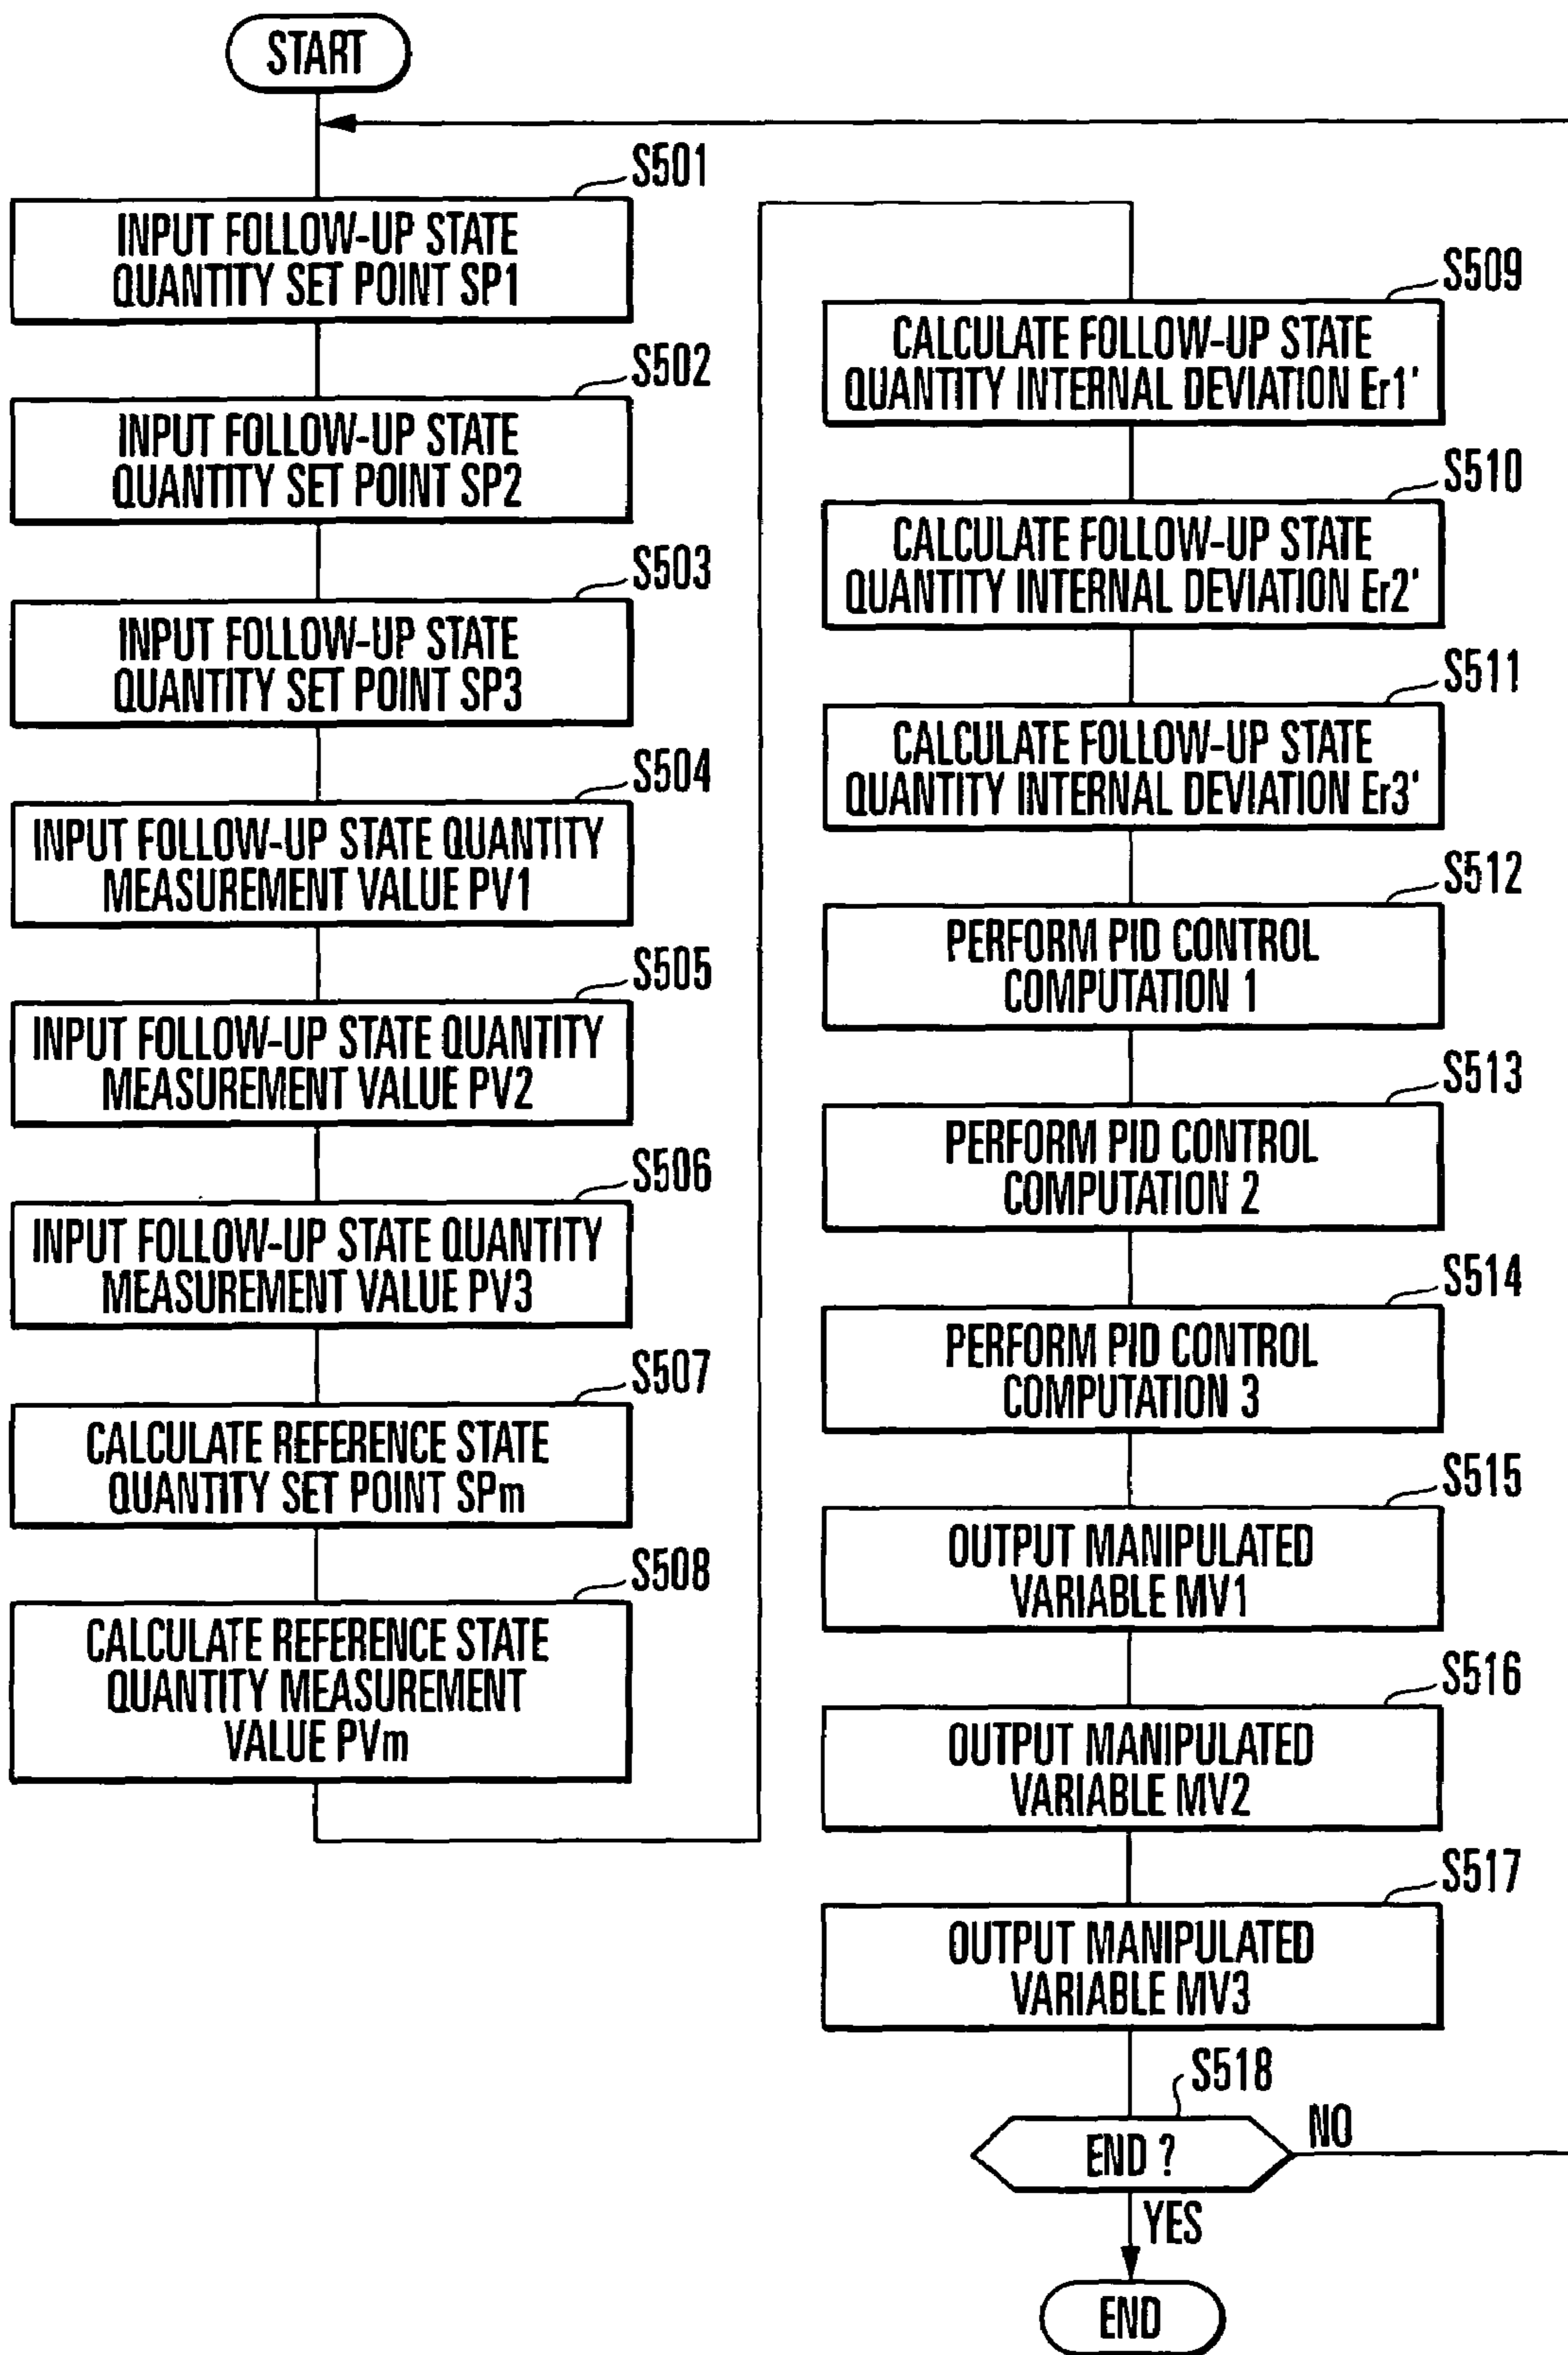 START
S501
INPUT FOLLOW-UP STATE
QUANTITY SET POINT SP1
S502
INPUT FOLLOW-UP STATE
QUANTITY SET POINT SP2
S503
INPUT FOLLOW-UP STATE
QUANTITY SET POINT SP3
S504
INPUT FOLLOW-UP STATE QUANTITY
MEASUREMENT VALUE PV1
S505
INPUT FOLLOW-UP STATE QUANTITY
MEASUREMENT VALUE PV2
S506
INPUT FOLLOW-UP STATE QUANTITY
MEASUREMENT VALUE PV3
S507
CALCULATE REFERENCE STATE
QUANTITY SET POINT SPm
S508
CALCULATE REFERENCE STATE
QUANTITY MEASUREMENT
VALUE PVm
S509
CALCULATE FOLLOW-UP STATE
QUANTITY INTERNAL DEVIATION Er1'
S510
CALCULATE FOLLOW-UP STATE
QUANTITY INTERNAL DEVIATION Er2'
S511
CALCULATE FOLLOW-UP STATE
QUANTITY INTERNAL DEVIATION Er3'
S512
PERFORM PID CONTROL
COMPUTATION 1
S513
PERFORM PID CONTROL
COMPUTATION 2
S514
PERFORM PID CONTROL
COMPUTATION 3
S515
OUTPUT MANIPULATED
VARIABLE MV1
S516
OUTPUT MANIPULATED
VARIABLE MV2
S517
OUTPUT MANIPULATED
VARIABLE MV3
S518
END ?
NO
YES
END